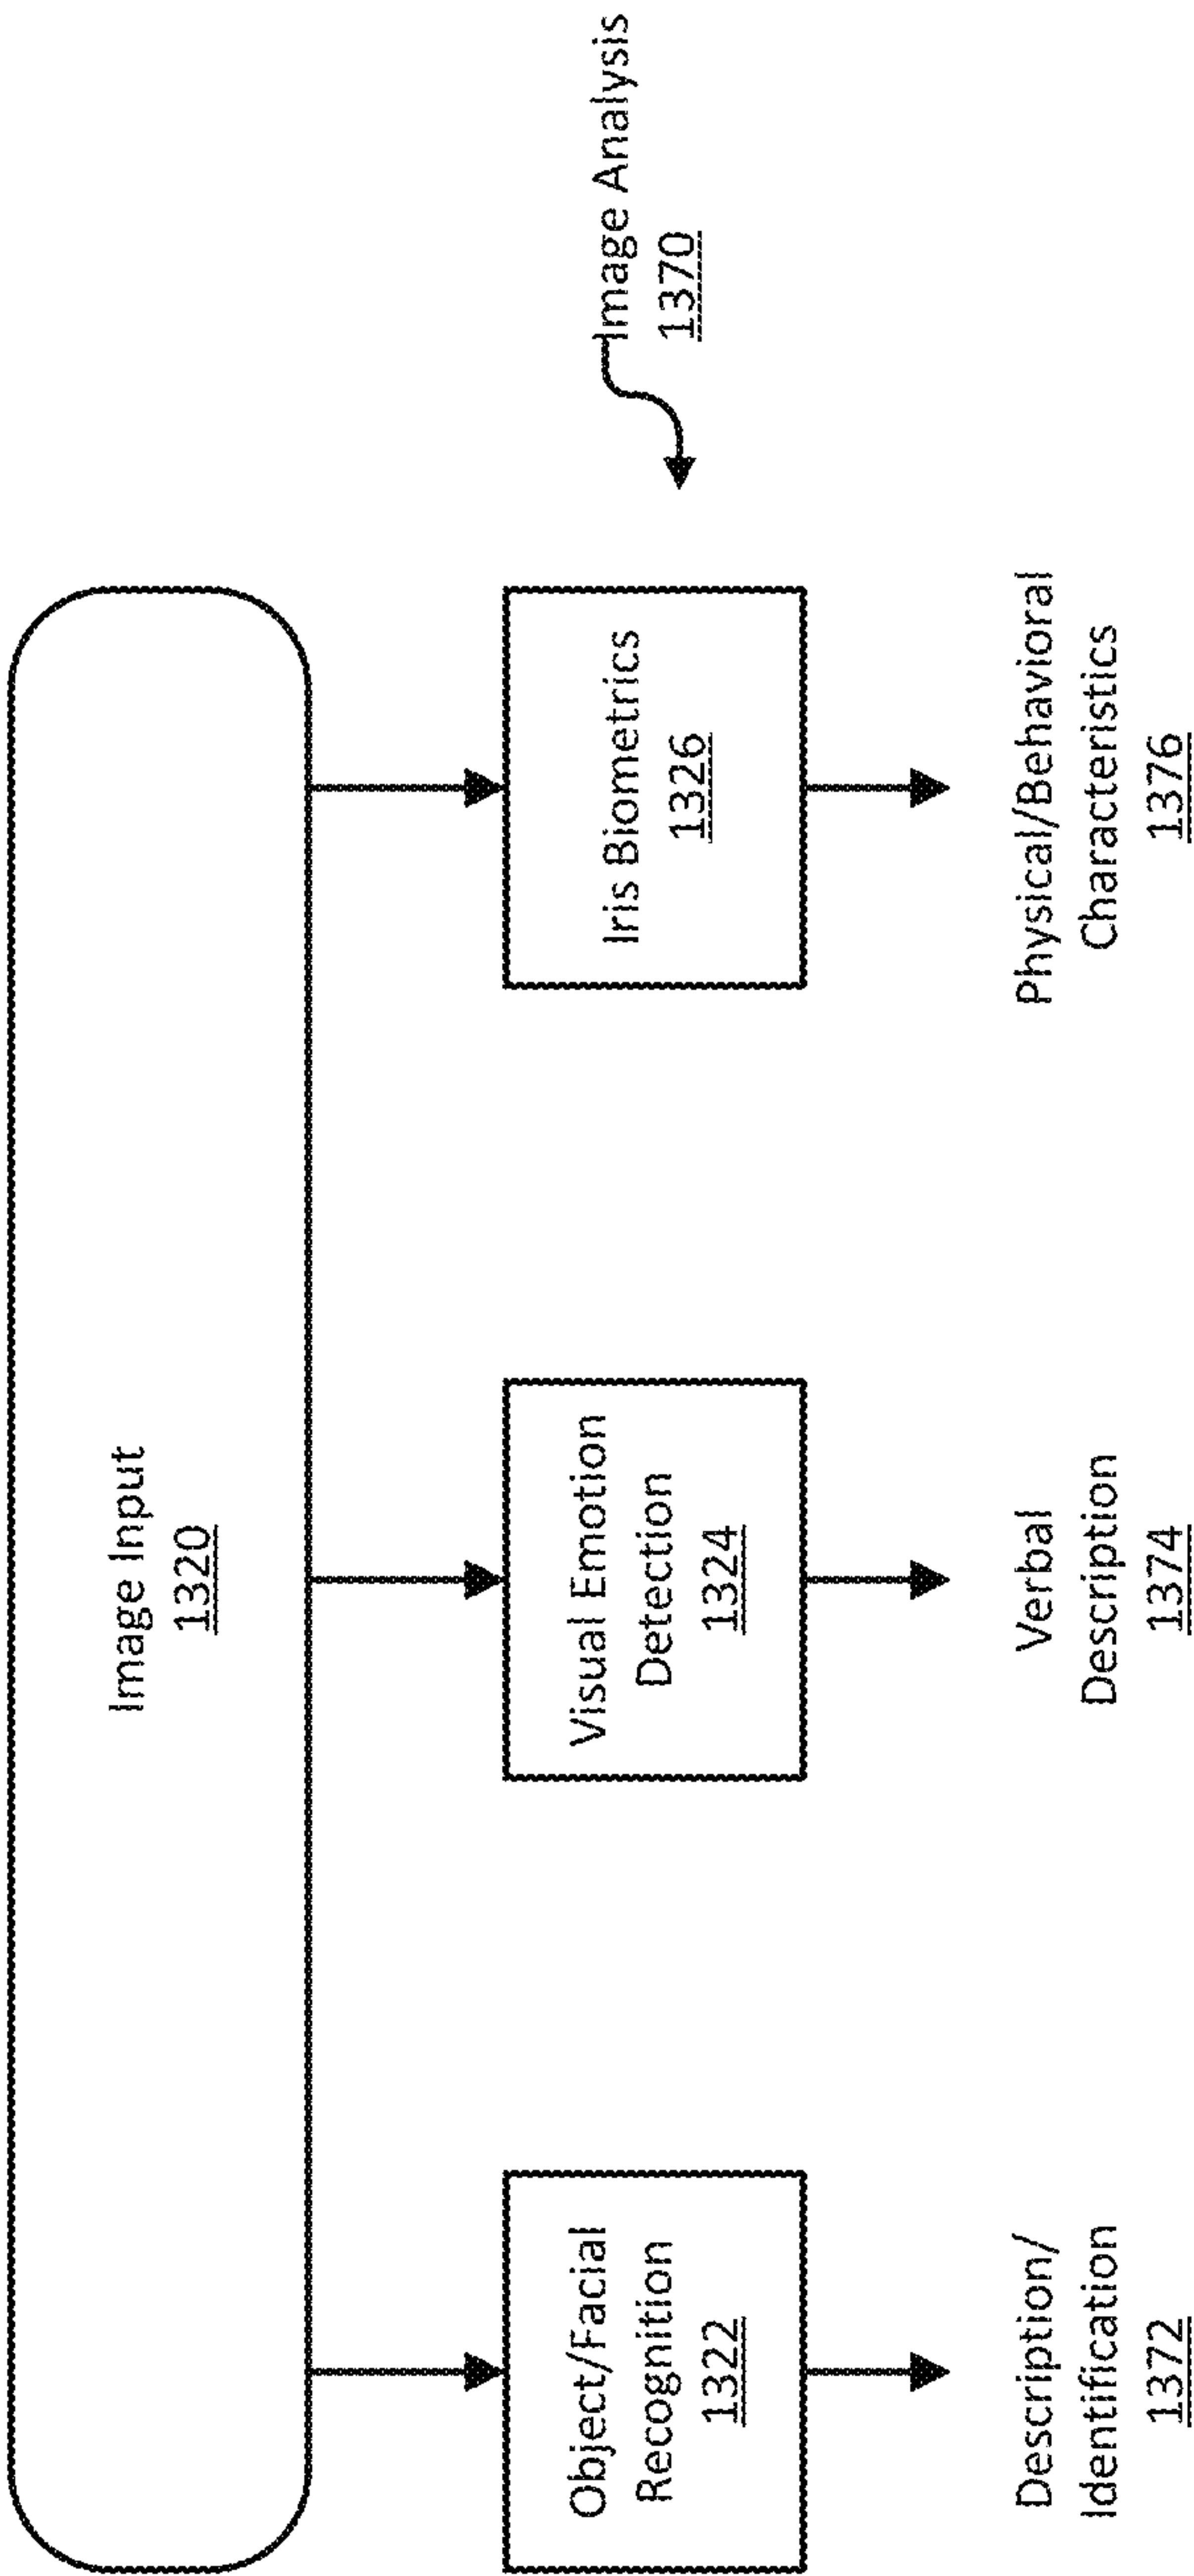 Image Input
1320
Object/Facial
Recognition
1322
Visual Emotion
Detection
1324
Iris Biometrics
1326
Image Analysis
1370
Description/
Identification
1372
Verbal
Description
1374
Physical/Behavioral
Characteristics
1376